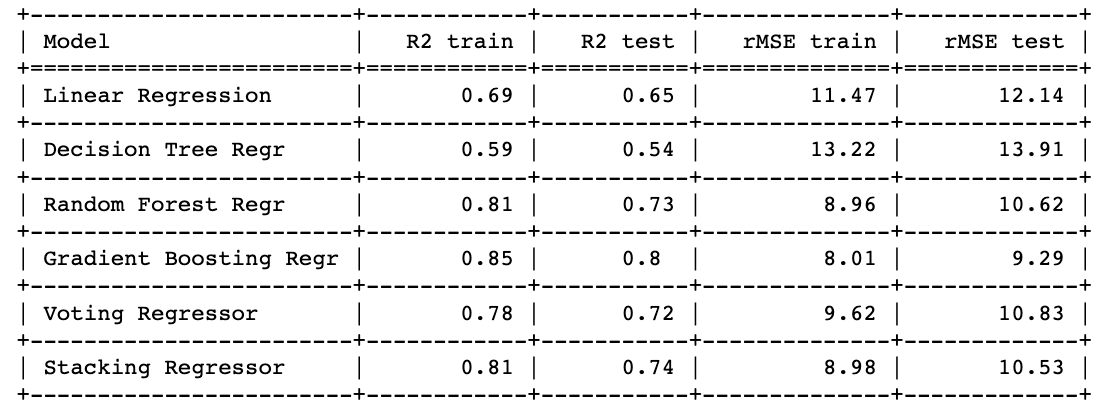 +------------------------+------------+-----------+--------------+-------------+
| Model                  |   R2 train |   R2 test |   rMSE train |   rMSE test |
+========================+============+===========+==============+=============+
| Linear Regression      |       0.69 |      0.65 |        11.47 |       12.14 |
+------------------------+------------+-----------+--------------+-------------+
| Decision Tree Regr     |       0.59 |      0.54 |        13.22 |       13.91 |
+------------------------+------------+-----------+--------------+-------------+
| Random Forest Regr     |       0.81 |      0.73 |         8.96 |       10.62 |
+------------------------+------------+-----------+--------------+-------------+
| Gradient Boosting Regr |       0.85 |      0.8  |         8.01 |        9.29 |
+------------------------+------------+-----------+--------------+-------------+
| Voting Regressor       |       0.78 |      0.72 |         9.62 |       10.83 |
+------------------------+------------+-----------+--------------+-------------+
| Stacking Regressor     |       0.81 |      0.74 |         8.98 |       10.53 |
+------------------------+------------+-----------+--------------+-------------+